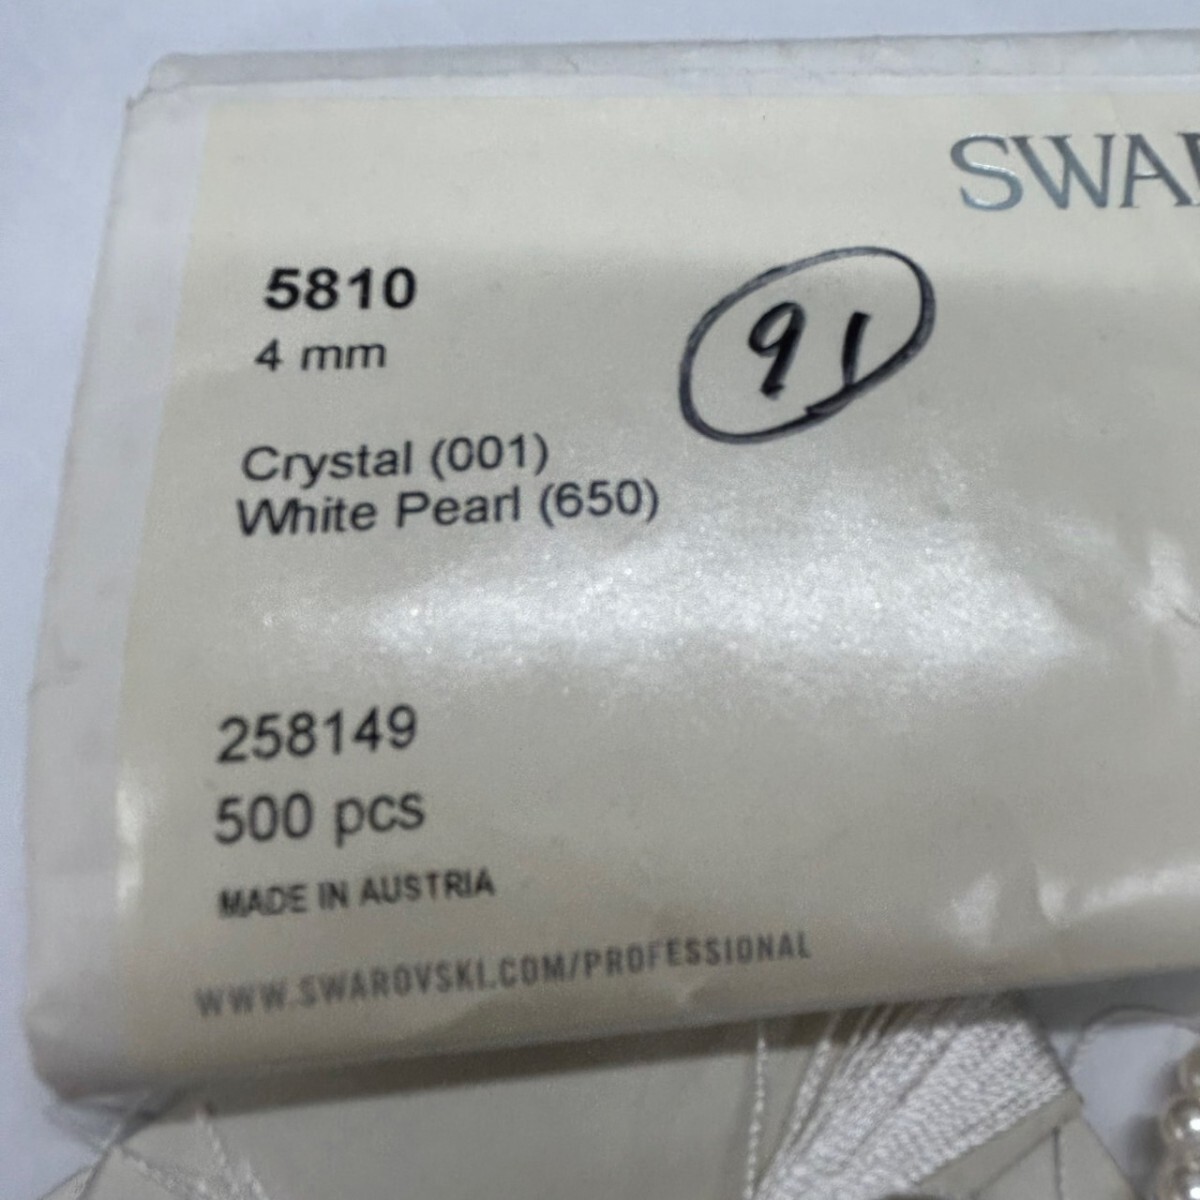 SWAR
5810
4 mm
91
Crystal (001)
White Pearl (650)
258149
500 pcs
MADE IN AUSTRIA
WWW.SWAROVSKI.COM/PROFESSIONAL